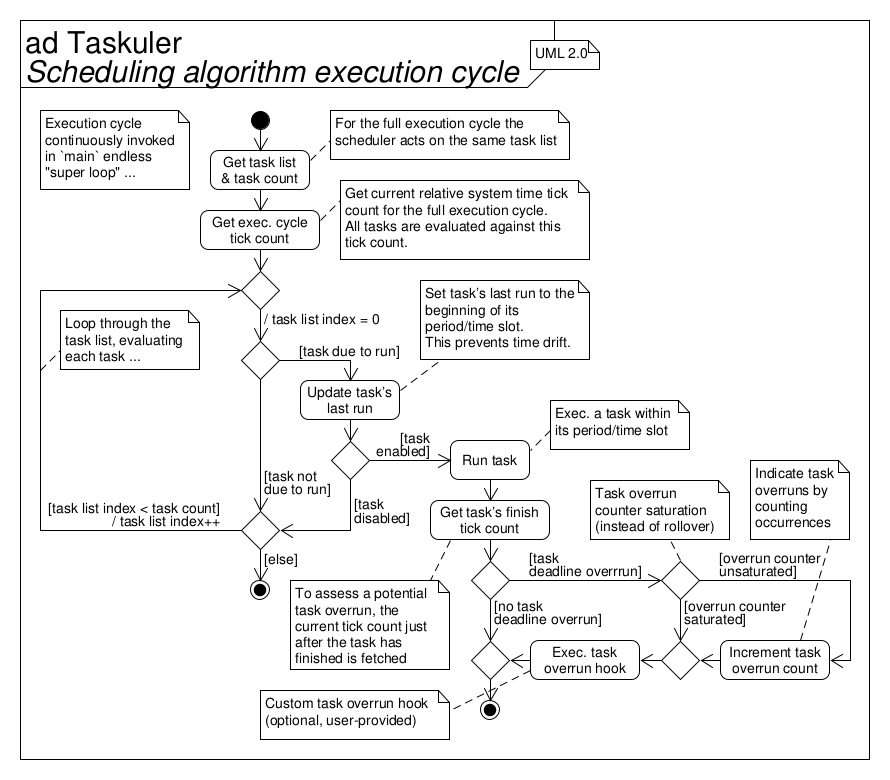 ad Taskuler
Scheduling algorithm execution cycle
UML 2.0
Execution cycle
continuously invoked
in `main` endless
"super loop" ...
For the full execution cycle the
scheduler acts on the same task list
Get task list
& task count
Get current relative system time tick
count for the full execution cycle.
All tasks are evaluated against this
tick count.
Get exec. cycle
tick count
Set task's last run to the
beginning of its
period/time slot.
This prevents time drift.
/ task list index = 0
Loop through the
task list, evaluating
each task ...
[task due to run]
Update task's
last run
Exec. a task within
its period/time slot
[task
enabled]
Run task
[task not
due to run]
Indicate task
overruns by
counting
occurrences
Task overrun
counter saturation
(instead of rollover)
[task list index < task count]
/ task list index++
[task
disabled]
Get task's finish
tick count
[else]
[task
deadline overrrun]
[overrun counter
unsaturated]
To assess a potential
task overrun, the
current tick count just
after the task has
finished is fetched
[no task
deadline overrun]
[overrun counter
saturated]
Exec. task
overrun hook
Increment task
overrun count
Custom task overrun hook
(optional, user-provided)